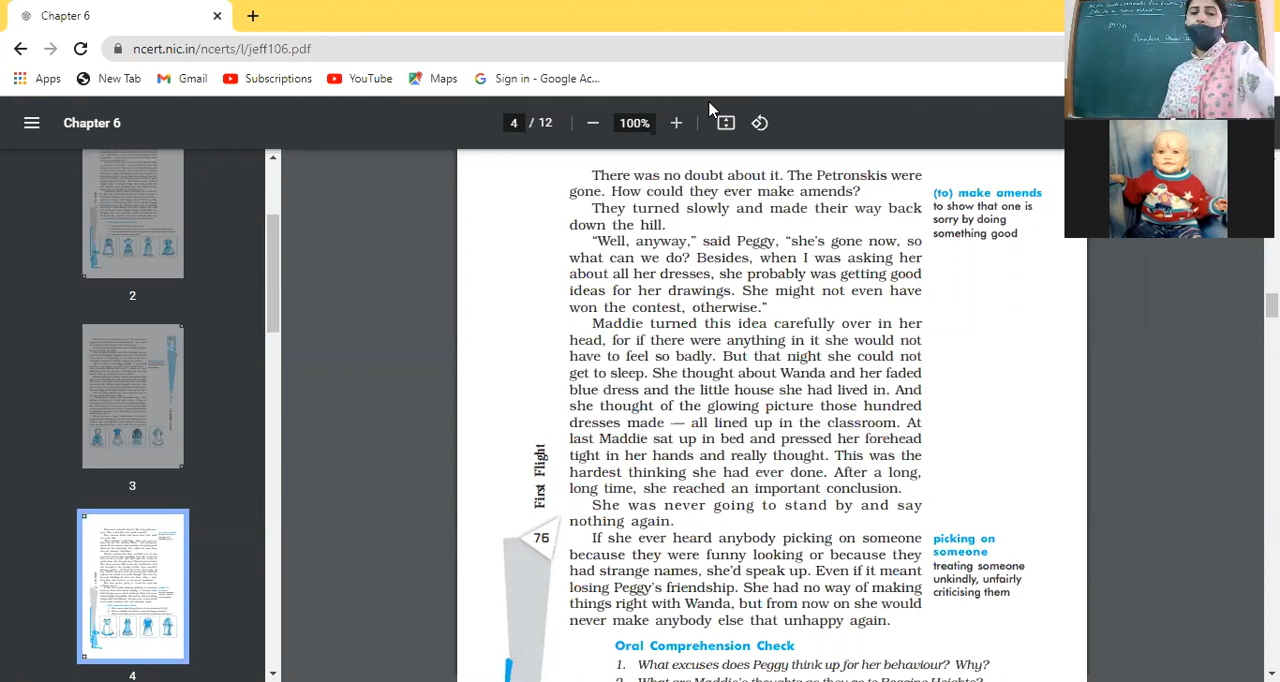 Chapter 6
ncert.nic.in/ncerts/l/jeff106.pdf
Apps New Tab Gmail Subscriptions YouTube Maps Sign in - Google Ac...
Chapter 6
4 / 12
100%
2
3
4
There was no doubt about it. The Petronskis were
gone. How could they ever make amends?
They turned slowly and made their way back
down the hill.
“Well, anyway,” said Peggy, “she's gone now, so
what can we do? Besides, when I was asking her
about all her dresses, she probably was getting good
ideas for her drawings. She might not even have
won the contest, otherwise.”
Maddie turned this idea carefully over in her
head, for if there were anything in it she would not
have to feel so badly. But that night she could not
get to sleep. She thought about Wanda and her faded
blue dress and the little house she had lived in. And
she thought of the glowing picture those hundred
dresses made — all lined up in the classroom. At
last Maddie sat up in bed and pressed her forehead
tight in her hands and really thought. This was the
hardest thinking she had ever done. After a long,
long time, she reached an important conclusion.
She was never going to stand by and say
nothing again.
If she ever heard anybody picking on someone
because they were funny looking or because they
had strange names, she'd speak up. Even if it meant
losing Peggy's friendship. She had no way of making
things right with Wanda, but from now on she would
never make anybody else that unhappy again.
Oral Comprehension Check
1. What excuses does Peggy think up for her behaviour? Why?
2. What are Maddie's thoughts as they go to Boggins Heights?
(to) make amends
to show that one is
sorry by doing
something good
picking on
someone
treating someone
unkindly, unfairly
criticising them
First Flight
76